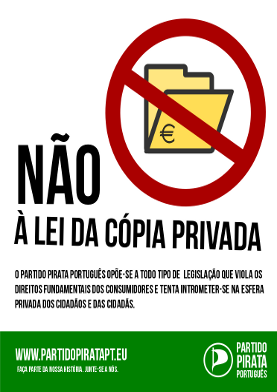 €
NÃO
À LEI DA CÓPIA PRIVADA
O PARTIDO PIRATA PORTUGUÊS OPÕE-SE A TODO TIPO DE LEGISLAÇÃO QUE VIOLA OS
DIREITOS FUNDAMENTAIS DOS CONSUMIDORES E TENTA INTROMETER-SE NA ESFERA
PRIVADA DOS CIDADÃOS E DAS CIDADÃS.
WWW.PARTIDOPIRATAPT.EU
FAÇA PARTE DA NOSSA HISTÓRIA. JUNTE-SE A NÓS.
PARTIDO
PIRATA
PORTUGUÊS